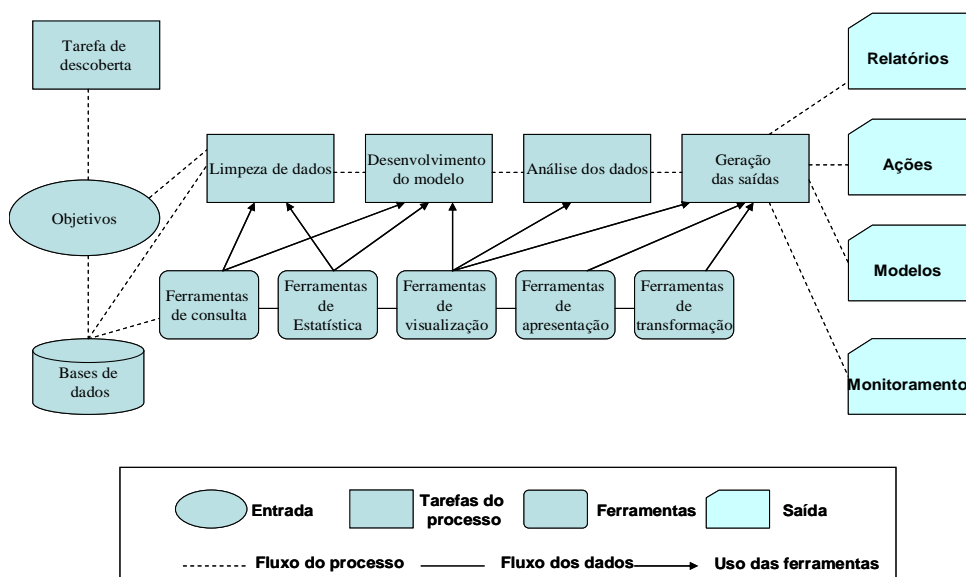 Tarefa de
descoberta
Relatórios
Limpeza de dados
Desenvolvimento
do modelo
Análise dos dados
Geração
das saídas
Ações
Objetivos
Modelos
Ferramentas
de consulta
Ferramentas
de
Estatística
Ferramentas
de
visualização
Ferramentas
de
apresentação
Ferramentas
de
transformação
Bases de
dados
Monitoramento
Entrada
Tarefas do
processo
Ferramentas
Saída
Fluxo do processo
Fluxo dos dados
Uso das ferramentas